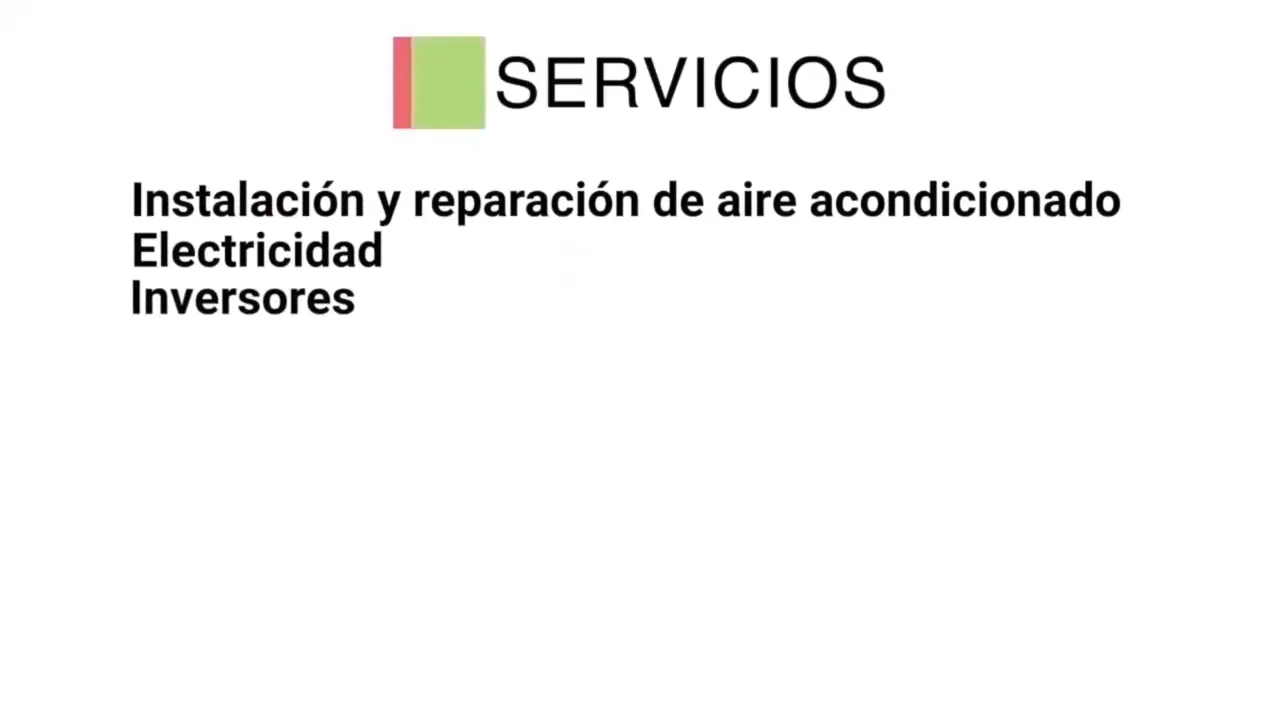 SERVICIOS
Instalación y reparación de aire acondicionado
Electricidad
Inversores